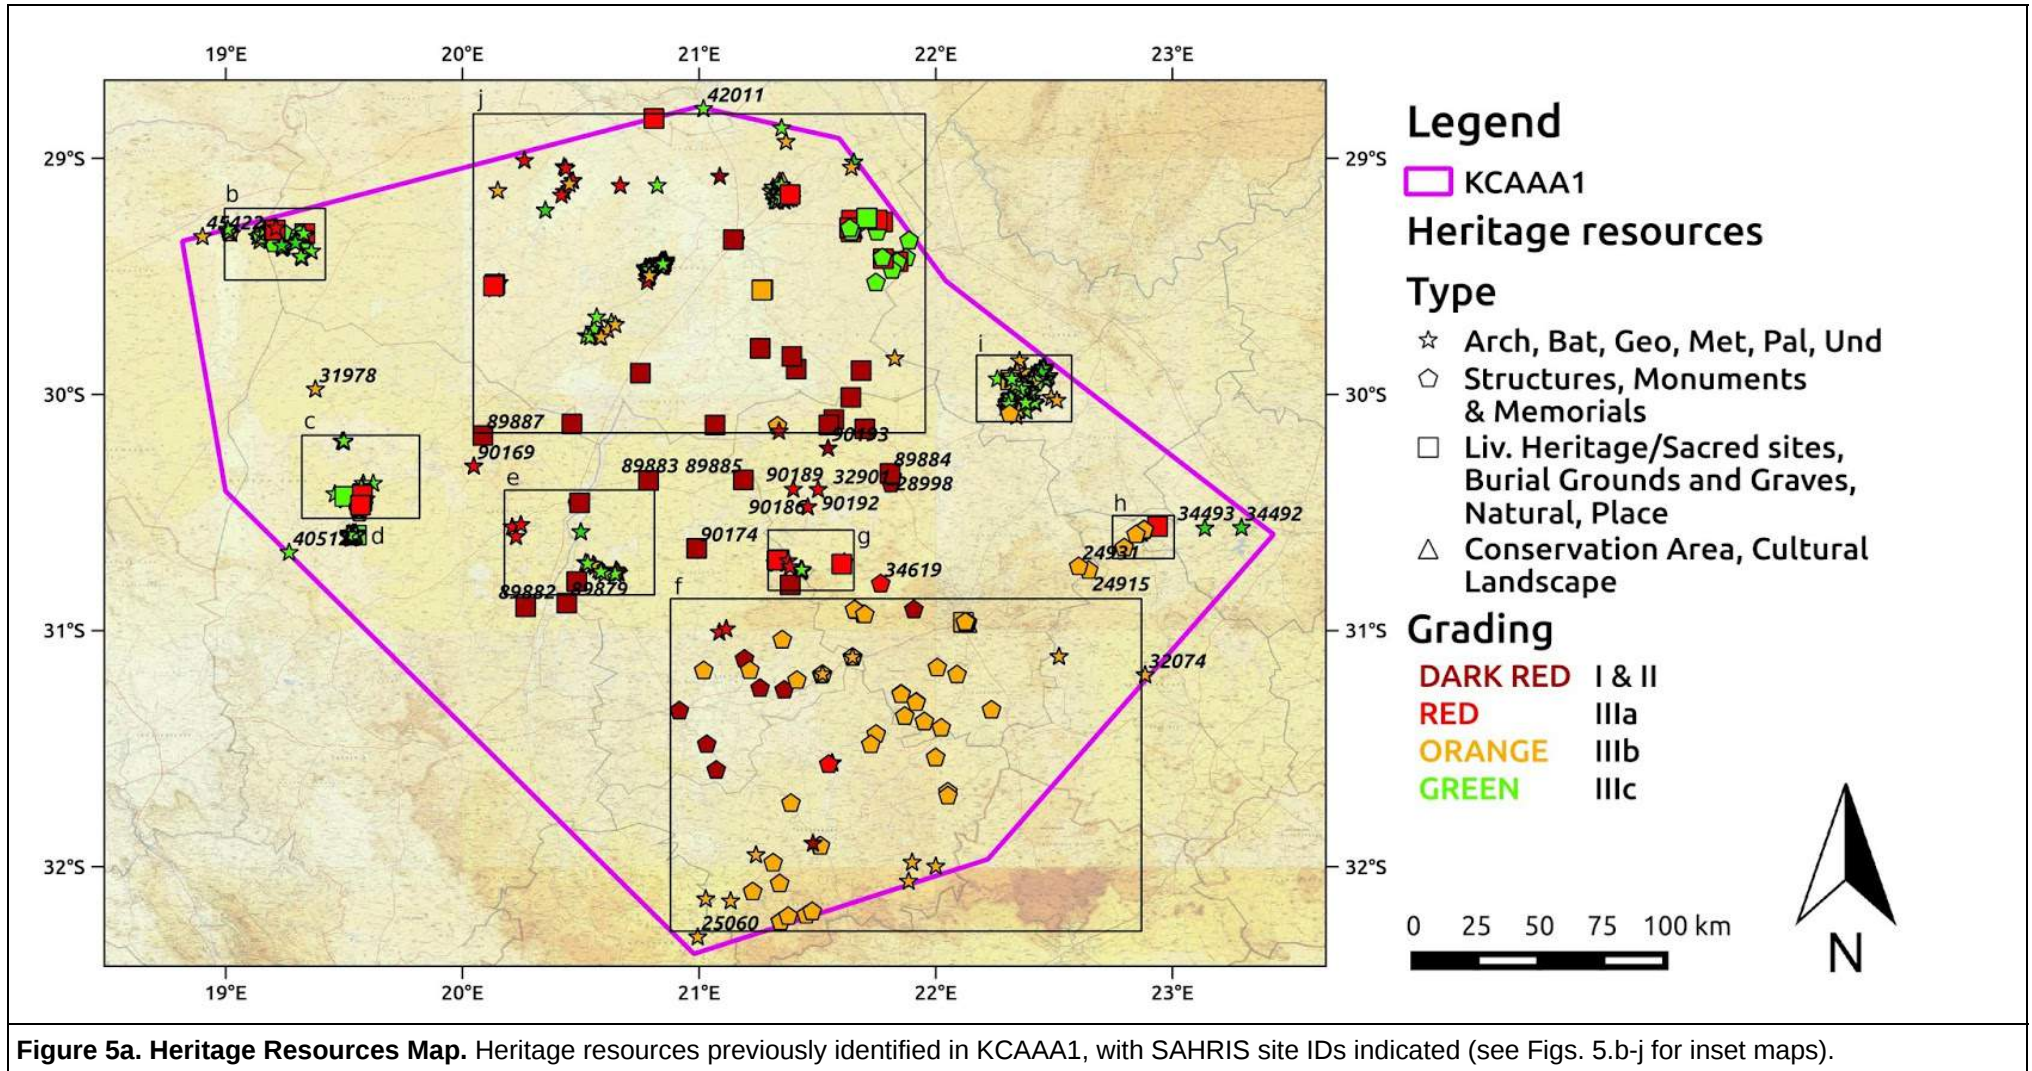 19°E 20°E 21°E 22°E 23°E
j
42011
29°S
29°S
b
45422
31978
i
30°S
30°S
c
89887
90193
90169
89883
89885
90189
32901
89884
28998
e
90186
90192
h
34493
34492
405
d
90174
g
24931
24915
34619
89882
89879
f
31°S
31°S
32074
32°S
32°S
25060
19°E 20°E 21°E 22°E 23°E
Legend
KCAAA1
Heritage resources
Type
Arch, Bat, Geo, Met, Pal, Und
Structures, Monuments
& Memorials
Liv. Heritage/Sacred sites,
Burial Grounds and Graves,
Natural, Place
Conservation Area, Cultural
Landscape
Grading
DARK RED I & II
RED IIIa
ORANGE IIIb
GREEN IIIc
0 25 50 75 100 km
N
Figure 5a. Heritage Resources Map. Heritage resources previously identified in KCAAA1, with SAHRIS site IDs indicated (see Figs. 5.b-j for inset maps).